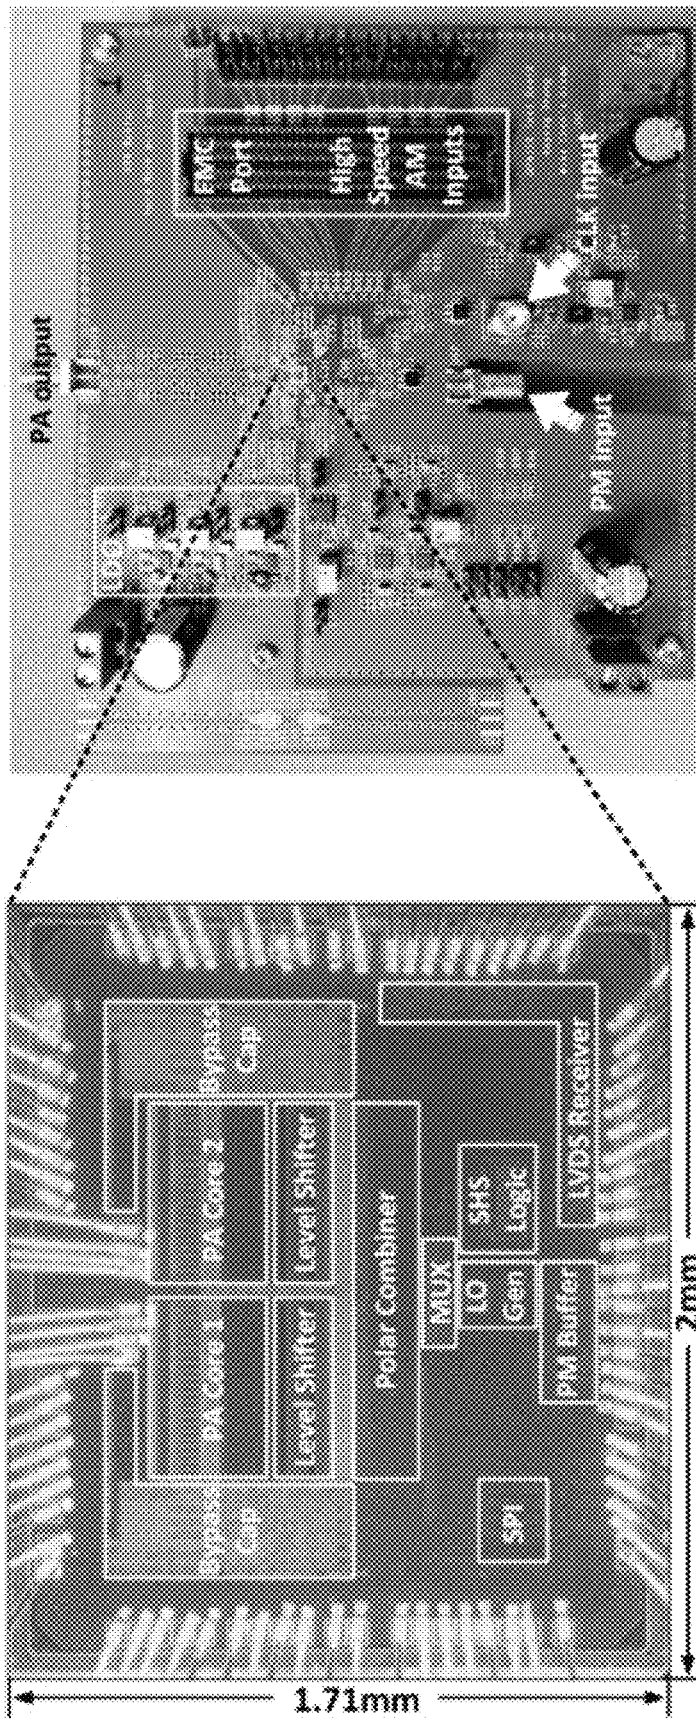 PA output
FMC
Port
High
Speed
AM
Inputs
LDO
CLK input
PM input
Bypass
Cap
PA Core 1
PA Core 2
Bypass
Cap
Level Shifter
Level Shifter
Polar Combiner
MUX
LO
Gen
SHS
Logic
SPI
PM Buffer
LVDS Receiver
1.71mm
2mm